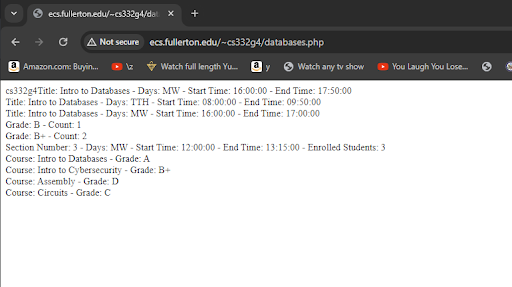 ecs.fullerton.edu/~cs332g4/dat
Not secure ecs.fullerton.edu/~cs332g4/databases.php
Amazon.com: Buyin... \z Watch full length Yu... y Watch any tv show You Laugh You Lose...
cs332g4Title: Intro to Databases - Days: MW - Start Time: 16:00:00 - End Time: 17:50:00
Title: Intro to Databases - Days: TTH - Start Time: 08:00:00 - End Time: 09:50:00
Title: Intro to Databases - Days: MW - Start Time: 16:00:00 - End Time: 17:00:00
Grade: B - Count: 1
Grade: B+ - Count: 2
Section Number: 3 - Days: MW - Start Time: 12:00:00 - End Time: 13:15:00 - Enrolled Students: 3
Course: Intro to Databases - Grade: A
Course: Intro to Cybersecurity - Grade: B+
Course: Assembly - Grade: D
Course: Circuits - Grade: C